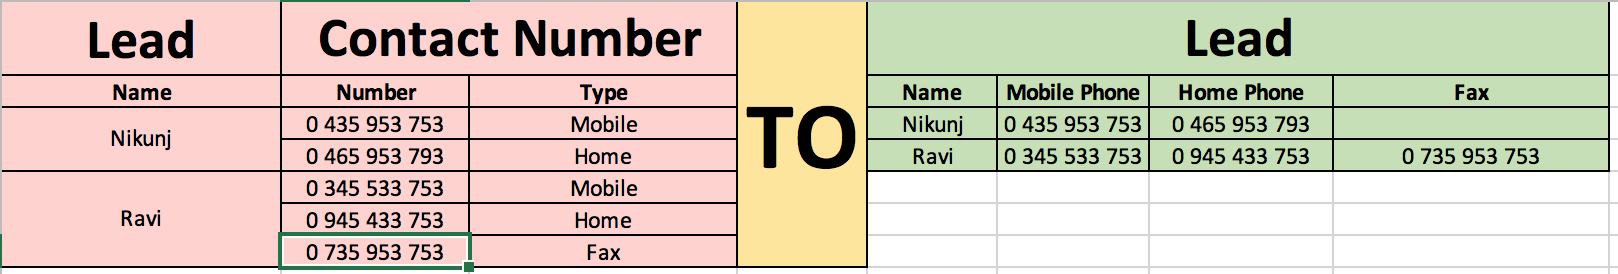 Lead Contact Number TO Lead
Name Number Type Name Mobile Phone Home Phone Fax
Nikunj 0 435 953 753 Mobile Nikunj 0 435 953 753 0 465 953 793
0 465 953 793 Home Ravi 0 345 533 753 0 945 433 753 0 735 953 753
Ravi 0 345 533 753 Mobile
0 945 433 753 Home
0 735 953 753 Fax